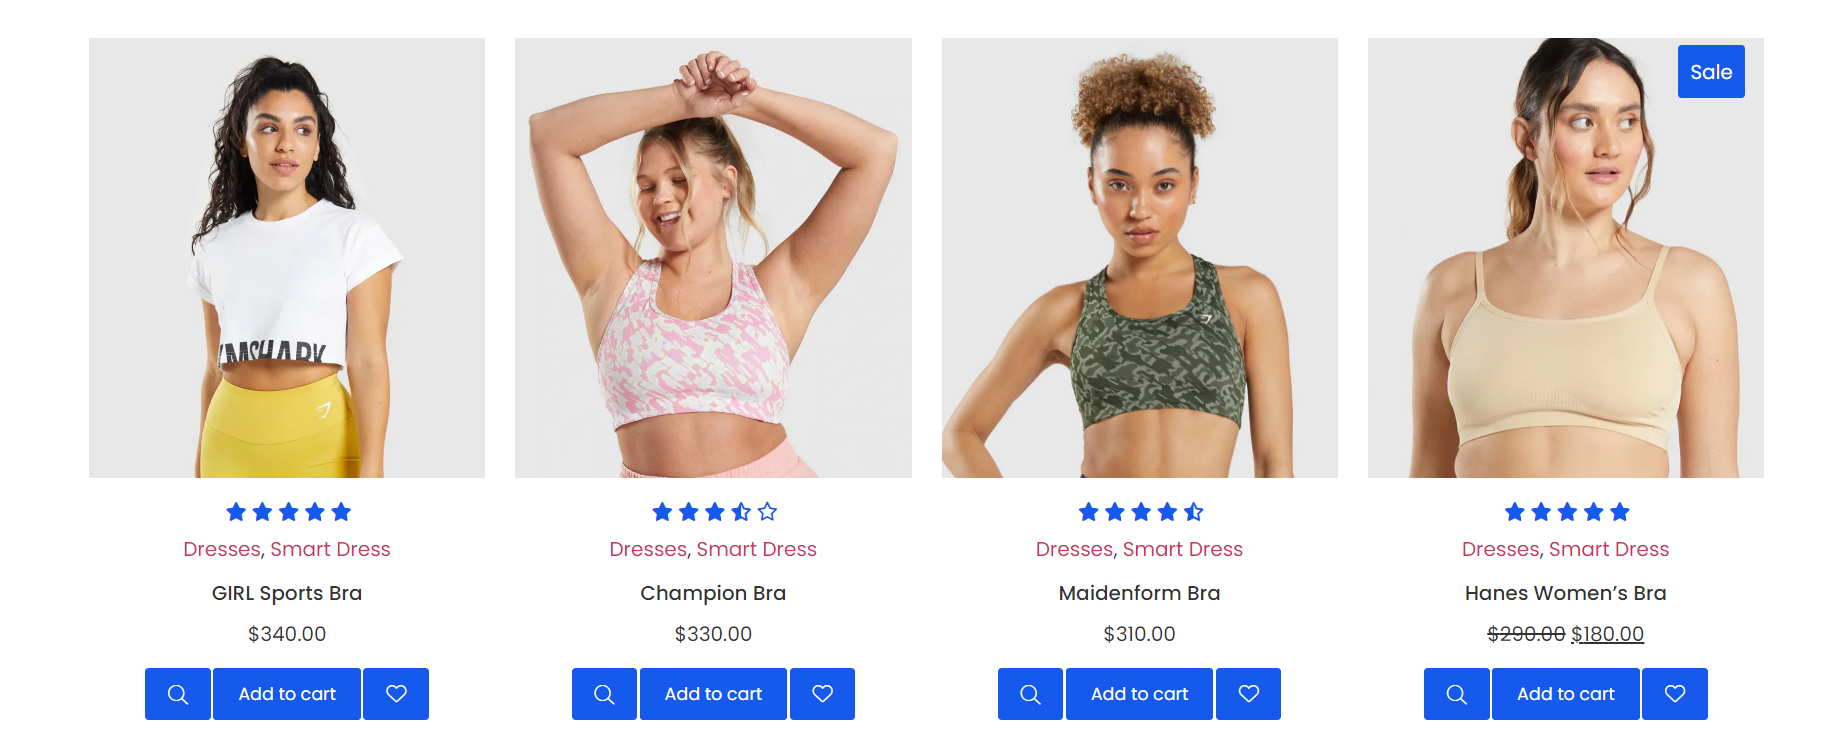 Sale
Dresses, Smart Dress
GIRL Sports Bra
$340.00
Add to cart
Dresses, Smart Dress
Champion Bra
$330.00
Add to cart
Dresses, Smart Dress
Maidenform Bra
$310.00
Add to cart
Dresses, Smart Dress
Hanes Women’s Bra
$290.00 $180.00
Add to cart